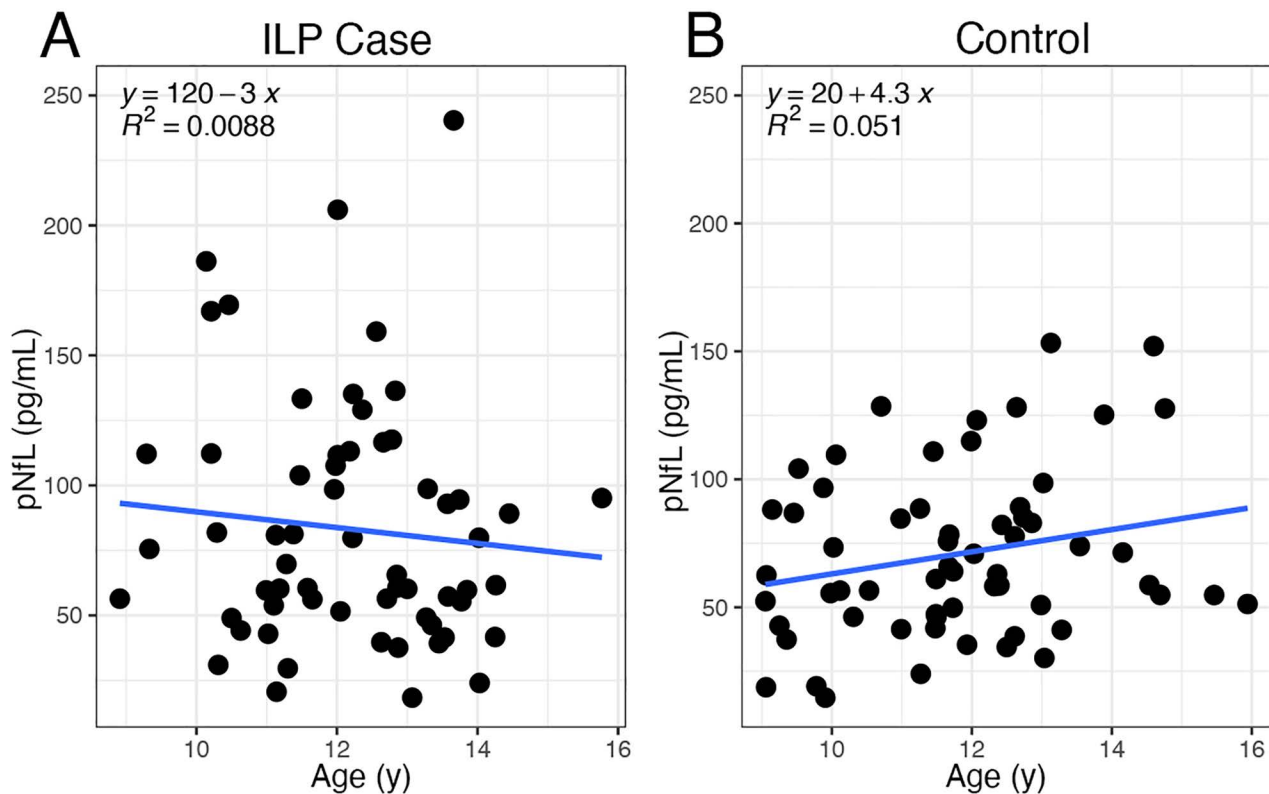 A
ILP Case
y = 120 − 3 x
R² = 0.0088
250
200
150
100
50
pNfL (pg/mL)
10
12
14
16
Age (y)
B
Control
y = 20 + 4.3 x
R² = 0.051
250
200
150
100
50
pNfL (pg/mL)
10
12
14
16
Age (y)